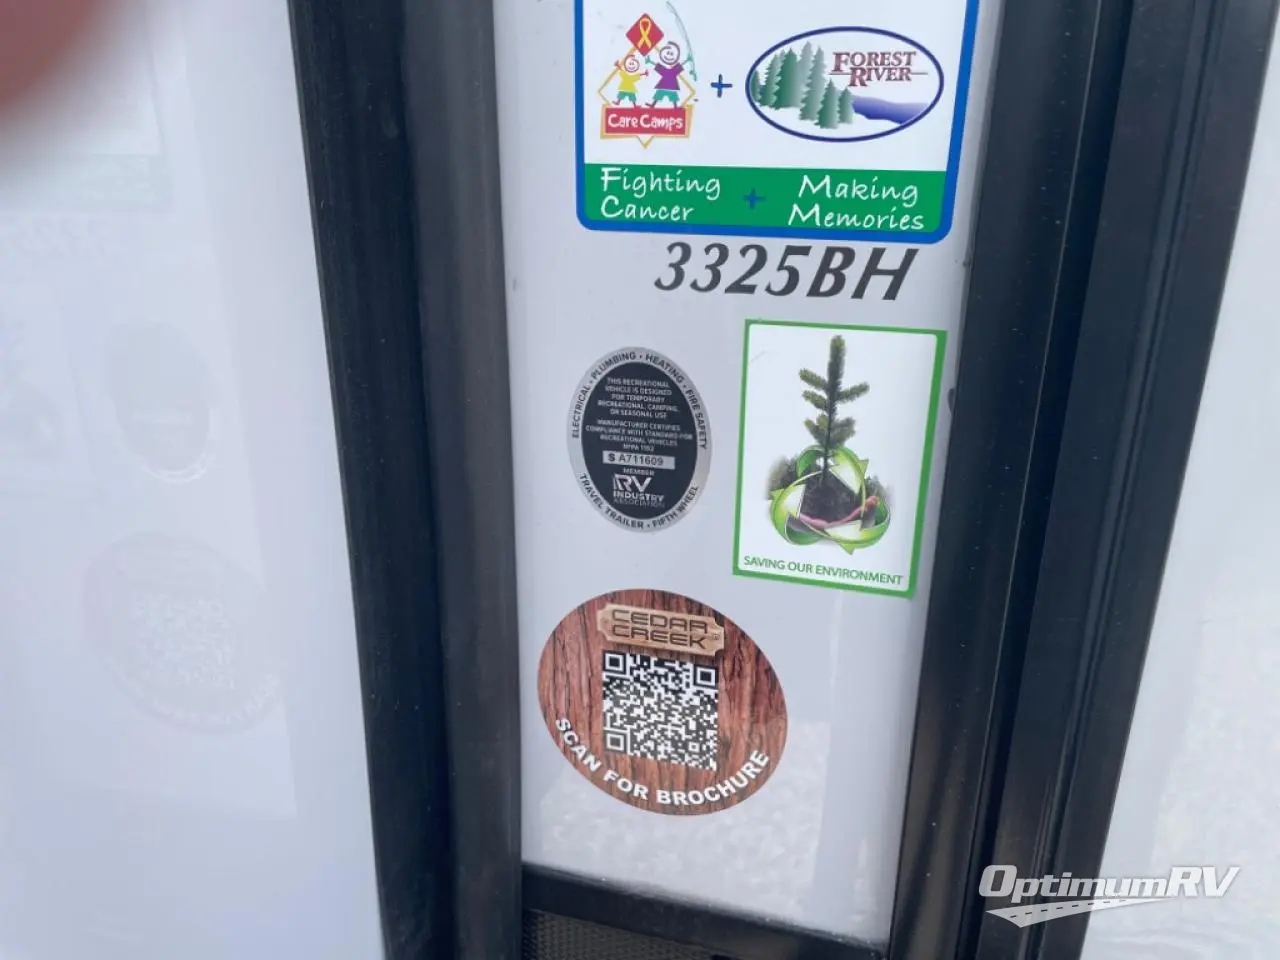 Care Camps
+
FOREST
RIVER
Fighting
Cancer
+
Making
Memories
3325BH
ELECTRICAL • PLUMBING • HEATING • FIRE SAFETY
THIS RECREATIONAL
VEHICLE IS DESIGNED
FOR TEMPORARY
RECREATIONAL, CAMPING,
OR SEASONAL USE
MANUFACTURER CERTIFIES
COMPLIANCE WITH STANDARD FOR
RECREATIONAL VEHICLES
NFPA 1192
S A711609
MEMBER
RV
INDUSTRY
ASSOCIATION
TRAVEL TRAILER • FIFTH WHEEL
SAVING OUR ENVIRONMENT
CEDAR
CREEK
SCAN FOR BROCHURE
OptimumRV